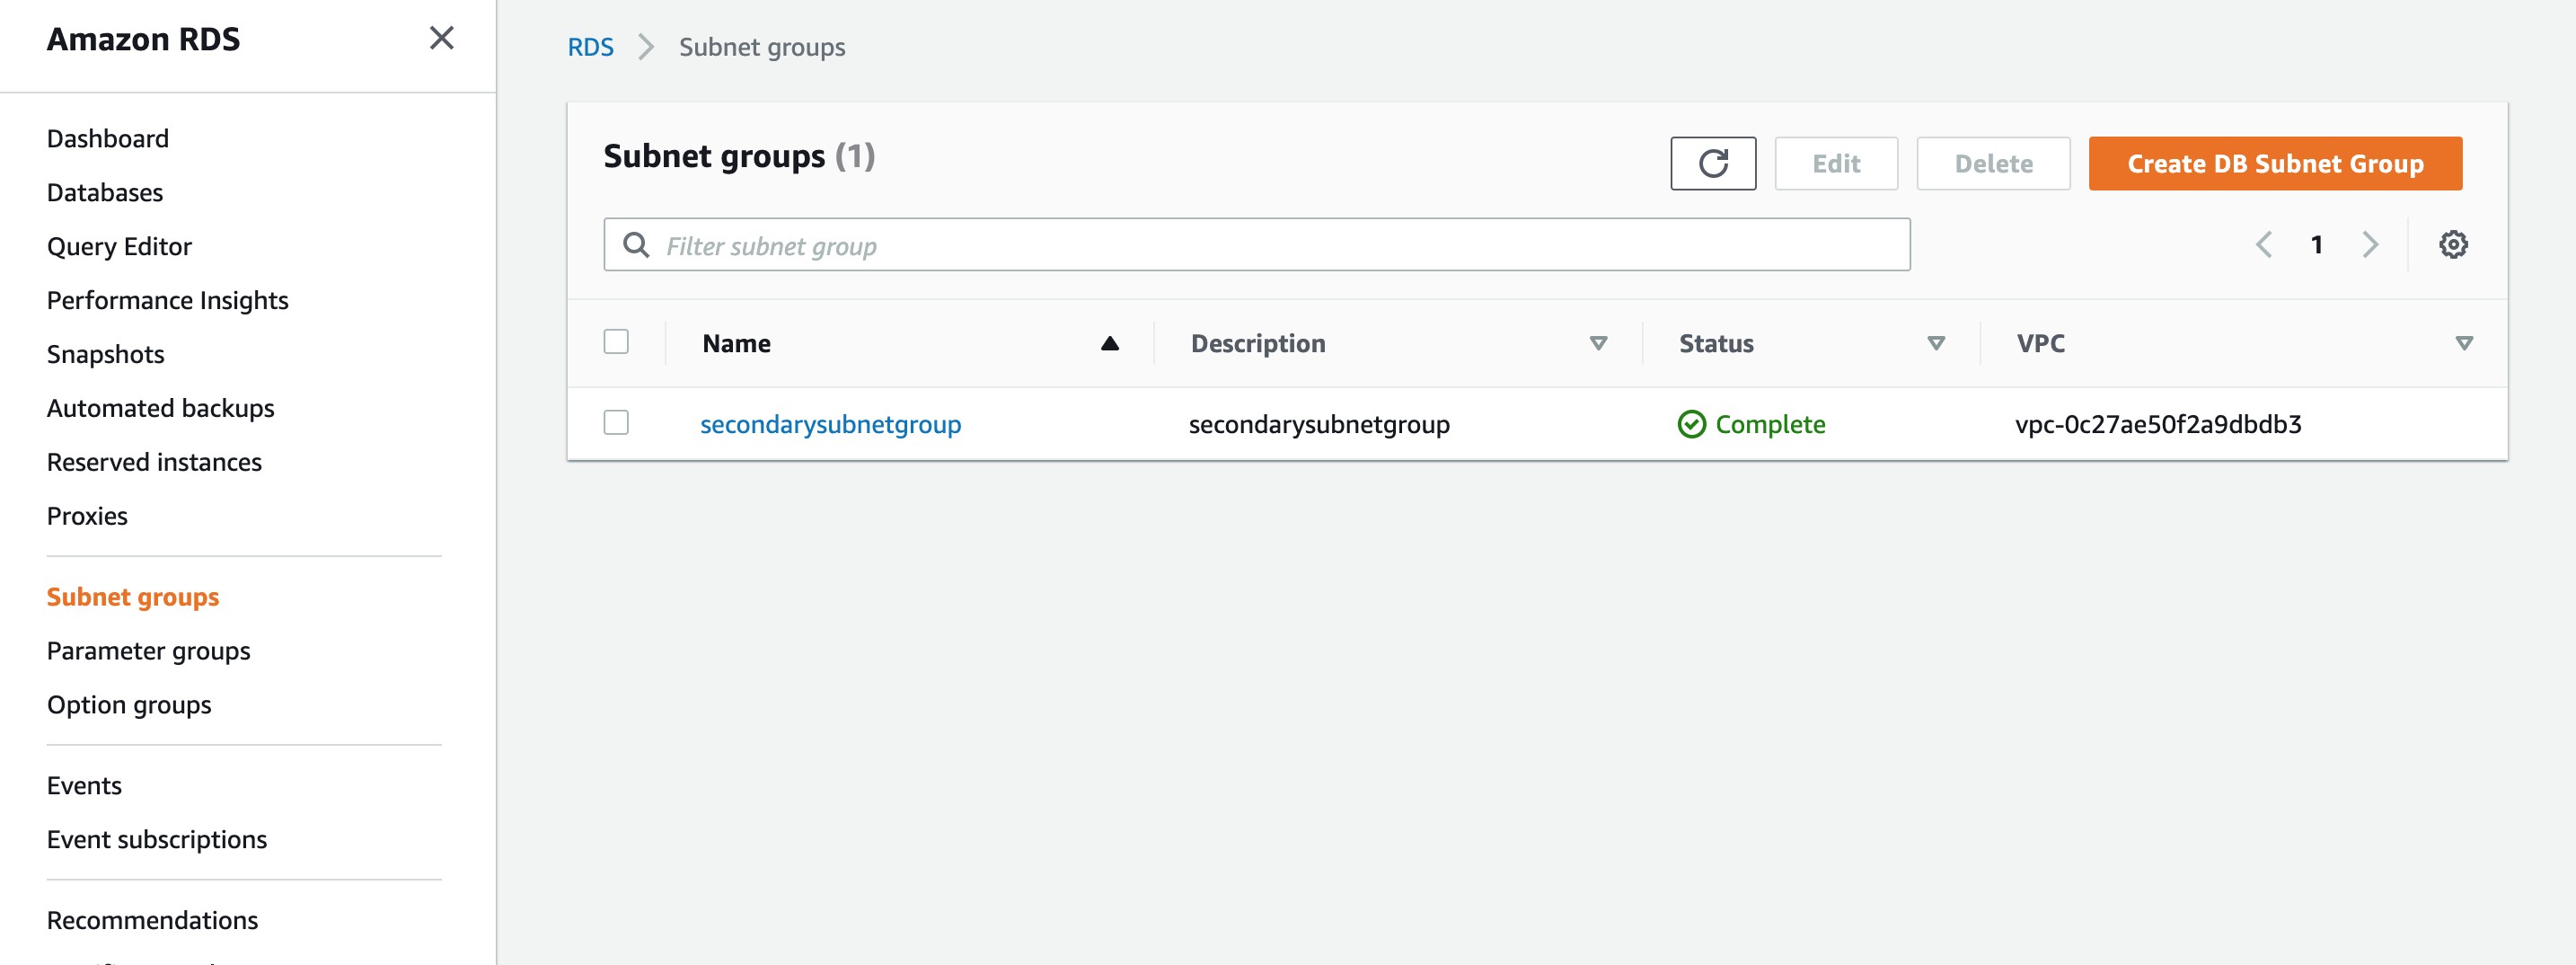 Amazon RDS
Dashboard
Databases
Query Editor
Performance Insights
Snapshots
Automated backups
Reserved instances
Proxies
Subnet groups
Parameter groups
Option groups
Events
Event subscriptions
Recommendations
RDS > Subnet groups
Subnet groups (1)
Edit Delete Create DB Subnet Group
Filter subnet group
1
Name Description Status VPC
secondarysubnetgroup secondarysubnetgroup Complete vpc-0c27ae50f2a9dbdb3